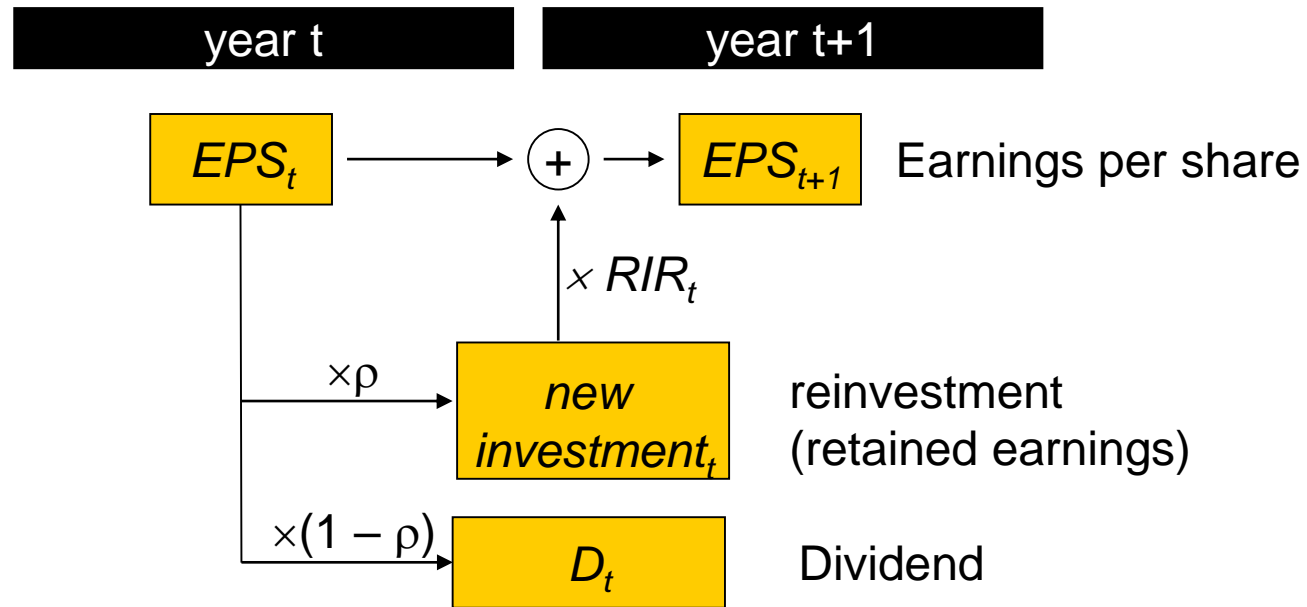 year t
year t+1
EPSₜ
+
EPSₜ₊₁
Earnings per share
× RIRₜ
×ρ
new
investmentₜ
reinvestment
(retained earnings)
×(1 – ρ)
Dₜ
Dividend